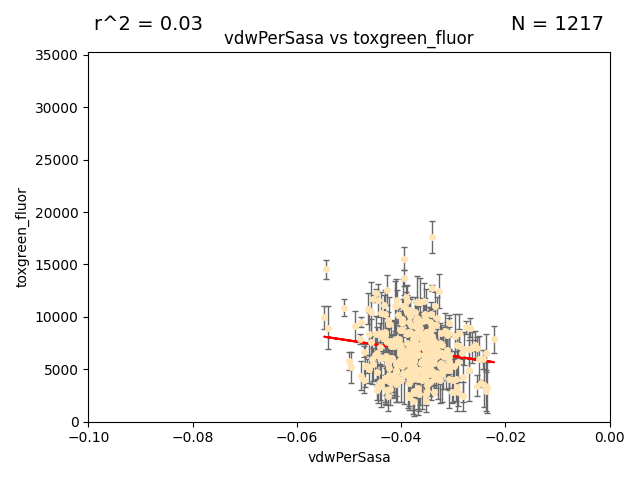 r^2 = 0.03
N = 1217
vdwPerSasa vs toxgreen_fluor
35000
30000
25000
20000
15000
10000
5000
0
toxgreen_fluor
−0.10
−0.08
−0.06
−0.04
−0.02
0.00
vdwPerSasa